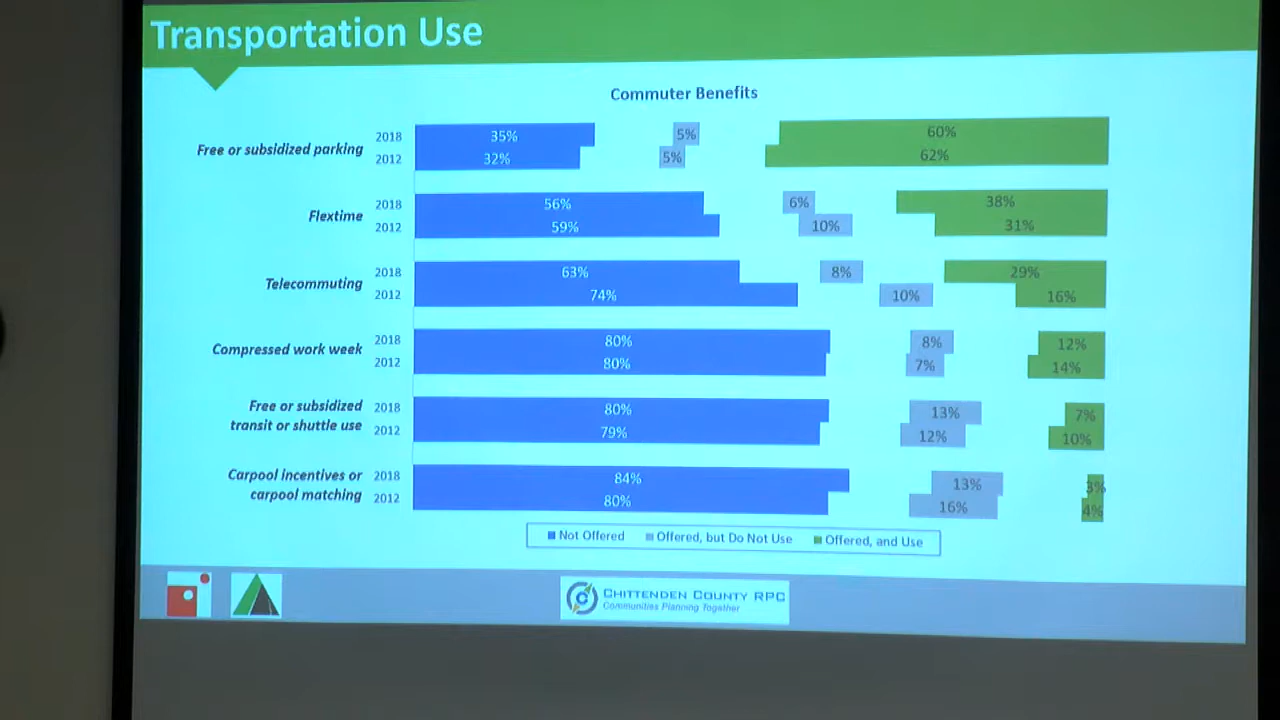 Transportation Use
Commuter Benefits
Free or subsidized parking
2018 35% 5% 60%
2012 32% 5% 62%
Flextime
2018 56% 6% 38%
2012 59% 10% 31%
Telecommuting
2018 63% 8% 29%
2012 74% 10% 16%
Compressed work week
2018 80% 8% 12%
2012 80% 7% 14%
Free or subsidized
transit or shuttle use
2018 80% 13% 7%
2012 79% 12% 10%
Carpool incentives or
carpool matching
2018 84% 13% 3%
2012 80% 16% 4%
Not Offered Offered, but Do Not Use Offered, and Use
C CHITTENDEN COUNTY RPC
Communities Planning Together